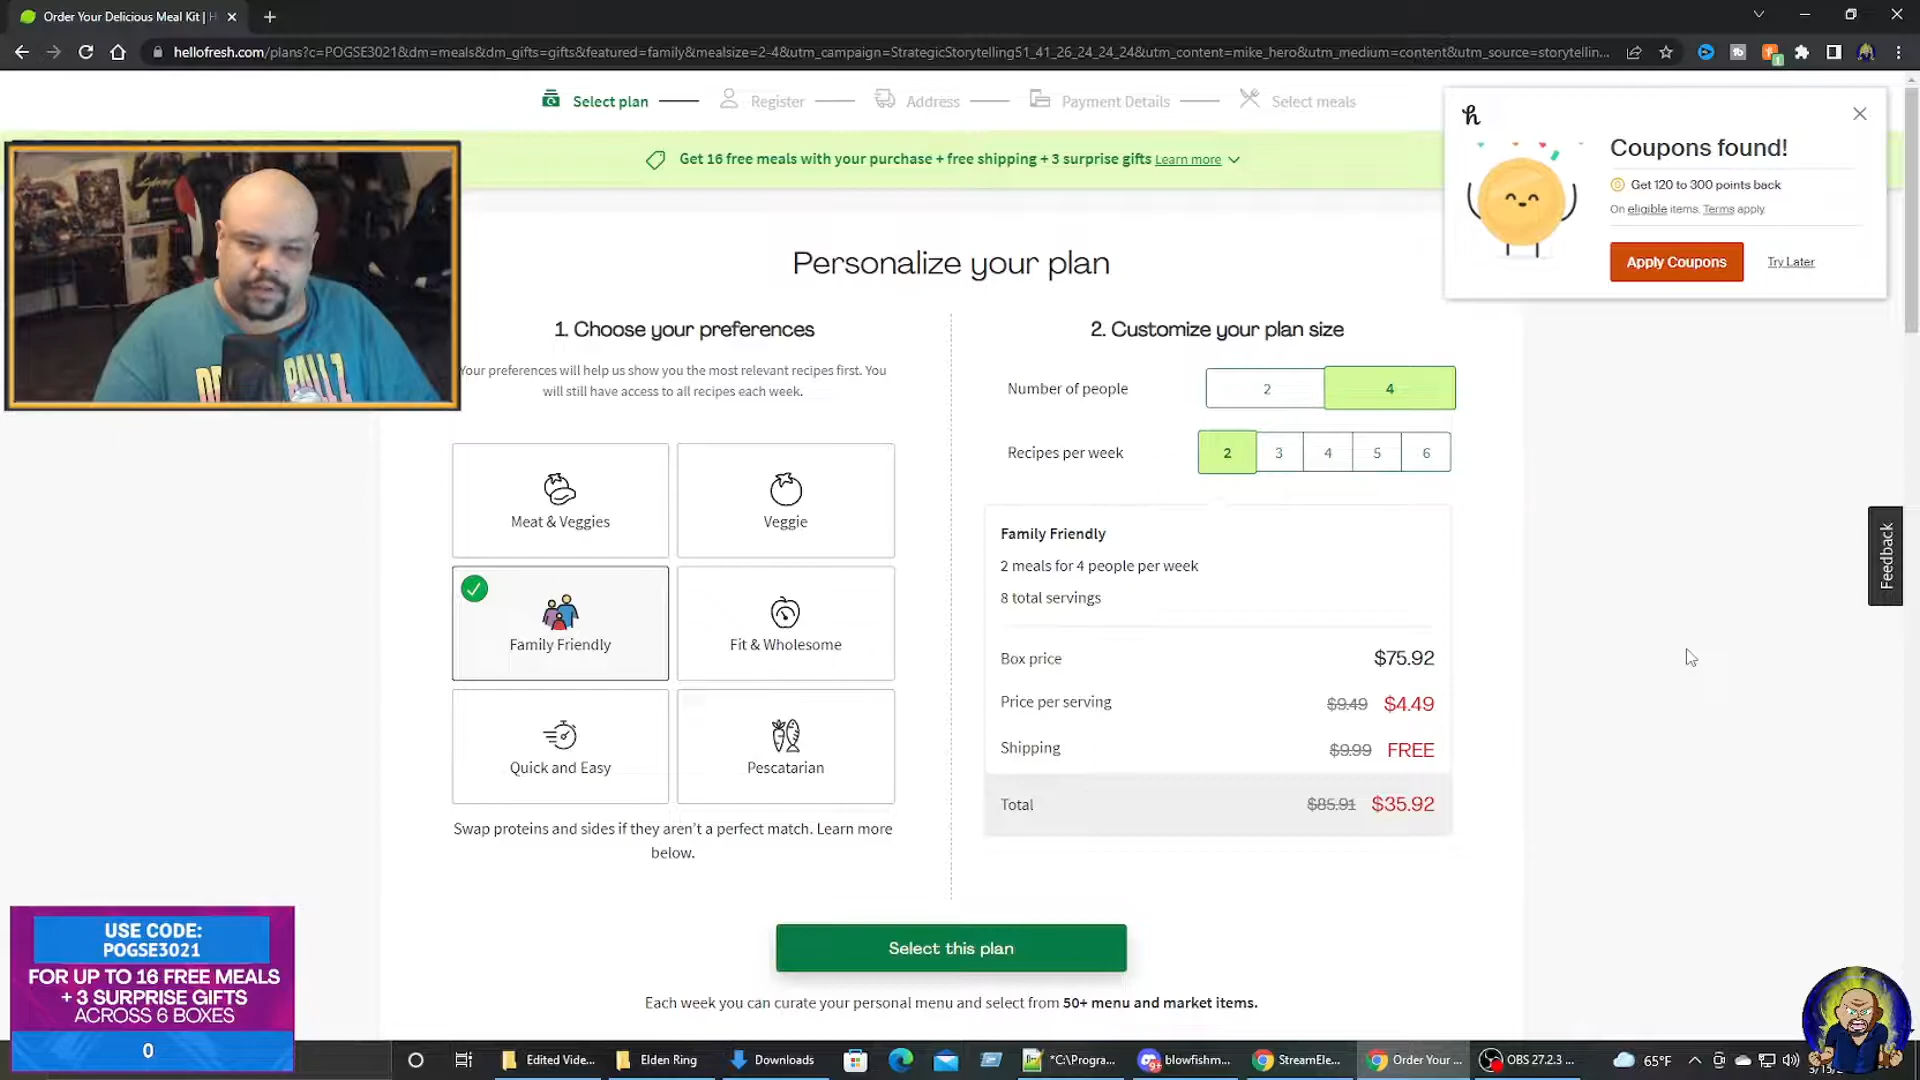 Order Your Delicious Meal Kit | H
hellofresh.com/plans?c=POGSE3021&dm=meals&dm_gifts=gifts&featured=family&mealsize=2-4&utm_campaign=StrategicStorytelling51_41_26_24_24_24&utm_content=mike_hero&utm_medium=content&utm_source=storytellin...
Select plan
Register
Address
Payment Details
Select meals
Get 16 free meals with your purchase + free shipping + 3 surprise gifts Learn more
Coupons found!
Get 120 to 300 points back
On eligible items. Terms apply
Apply Coupons
Try Later
Personalize your plan
1. Choose your preferences
Your preferences will help us show you the most relevant recipes first. You
will still have access to all recipes each week.
Meat & Veggies
Veggie
Family Friendly
Fit & Wholesome
Quick and Easy
Pescatarian
Swap proteins and sides if they aren't a perfect match. Learn more
below.
2. Customize your plan size
Number of people
2
4
Recipes per week
2
3
4
5
6
Family Friendly
2 meals for 4 people per week
8 total servings
Box price
$75.92
Price per serving
$9.49 $4.49
Shipping
$9.99 FREE
Total
$85.91 $35.92
Feedback
Select this plan
Each week you can curate your personal menu and select from 50+ menu and market items.
USE CODE:
POGSE3021
FOR UP TO 16 FREE MEALS
+ 3 SURPRISE GIFTS
ACROSS 6 BOXES
0
Edited Vide...
Elden Ring
Downloads
*C:\Progra...
9+
blowfishm...
StreamEle...
Order Your ...
OBS 27.2.3 ...
65°F